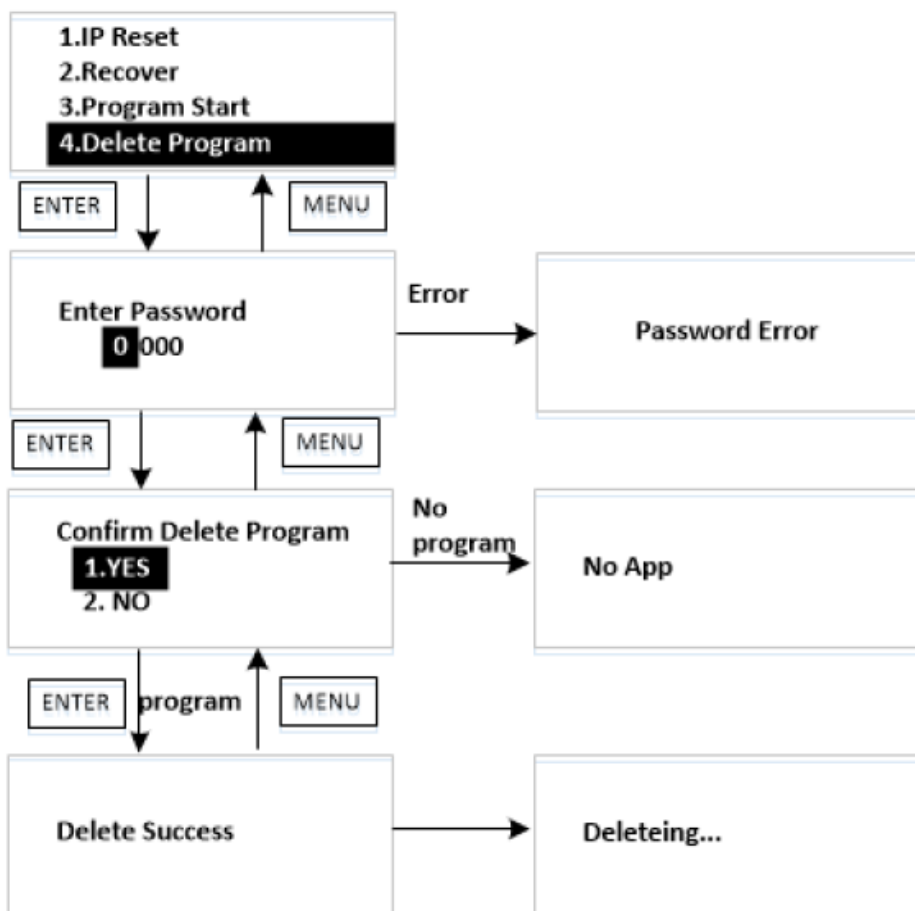 1.IP Reset
2.Recover
3.Program Start
4.Delete Program
ENTER
MENU
Enter Password
0000
Error
Password Error
ENTER
MENU
Confirm Delete Program
1.YES
2. NO
No
program
No App
ENTER
program
MENU
Delete Success
Deleteing...